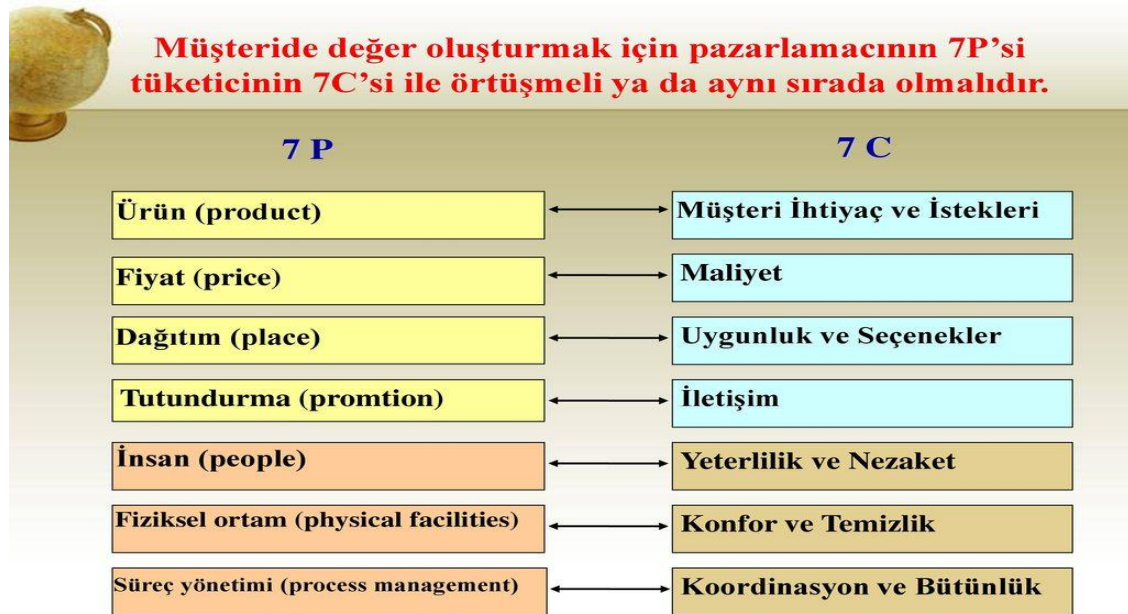 Müşteride değer oluşturmak için pazarlamacının 7P’si
tüketicinin 7C’si ile örtüşmeli ya da aynı sırada olmalıdır.
7 P
7 C
Ürün (product)
Müşteri İhtiyaç ve İstekleri
Fiyat (price)
Maliyet
Dağıtım (place)
Uygunluk ve Seçenekler
Tutundurma (promtion)
İletişim
İnsan (people)
Yeterlilik ve Nezaket
Fiziksel ortam (physical facilities)
Konfor ve Temizlik
Süreç yönetimi (process management)
Koordinasyon ve Bütünlük